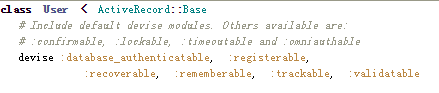 class User < ActiveRecord::Base
# Include default devise modules. Others available are:
# :confirmable, :lockable, :timeoutable and :omniauthable
devise :database_authenticatable, :registerable,
:recoverable, :rememberable, :trackable, :validatable